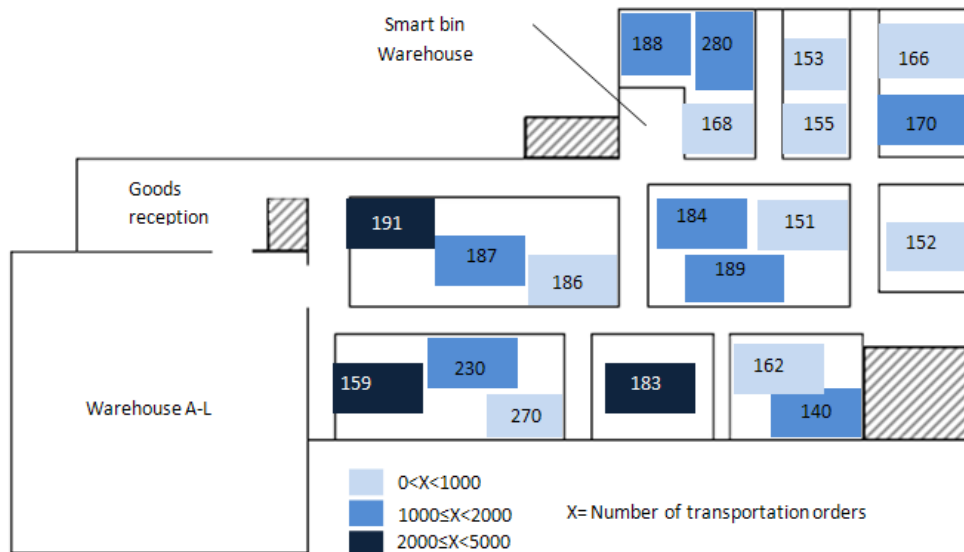 Smart bin
Warehouse
188
280
153
166
168
155
170
Goods
reception
191
184
151
187
152
186
189
159
230
183
162
270
140
Warehouse A-L
0<X<1000
1000≤X<2000
2000≤X<5000
X= Number of transportation orders